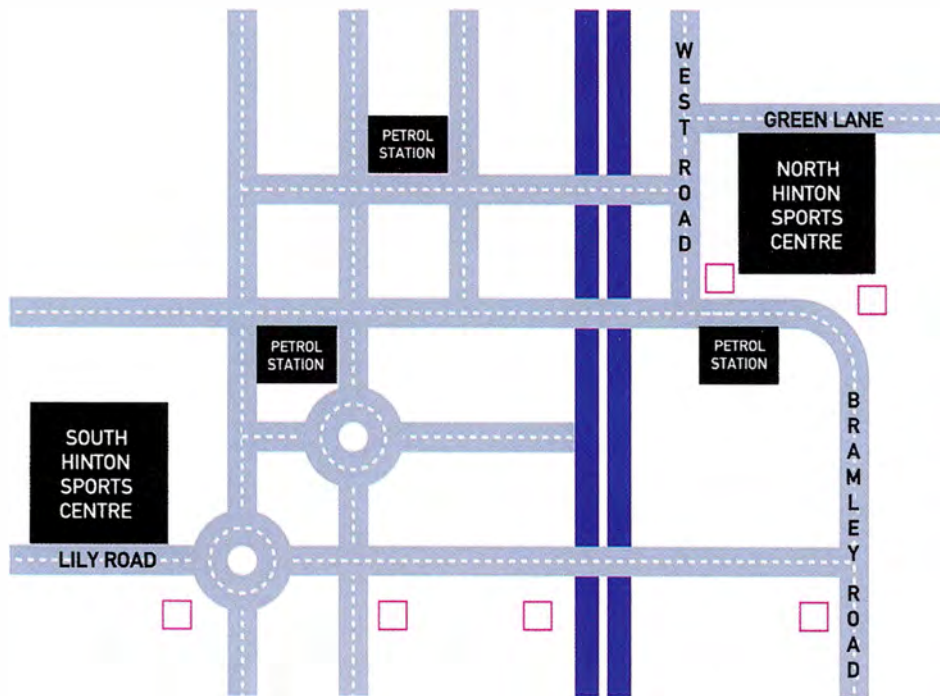 WEST ROAD
GREEN LANE
PETROL
STATION
NORTH
HINTON
SPORTS
CENTRE
PETROL
STATION
PETROL
STATION
BRAMLEY ROAD
SOUTH
HINTON
SPORTS
CENTRE
LILY ROAD